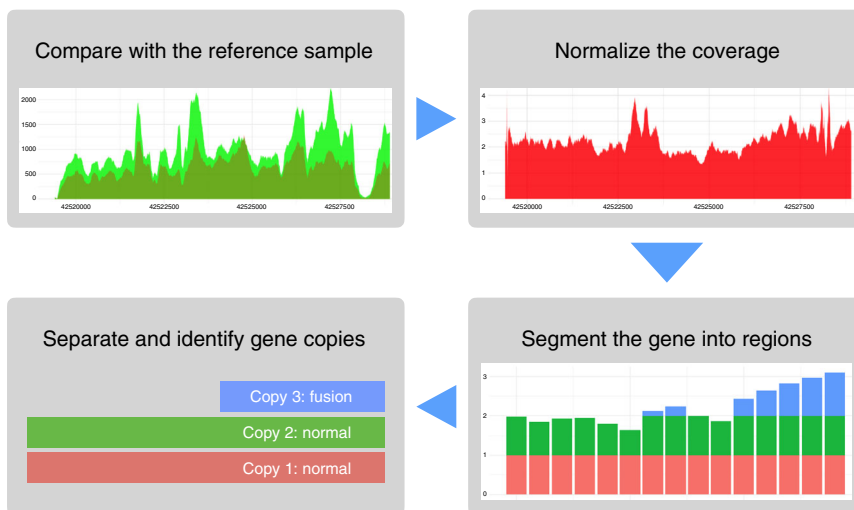 Compare with the reference sample
2000
1500
1000
500
0
42520000 42522500 42525000 42527500
Normalize the coverage
4
3
2
1
0
42520000 42522500 42525000 42527500
Separate and identify gene copies
Copy 3: fusion
Copy 2: normal
Copy 1: normal
Segment the gene into regions
3
2
1
0